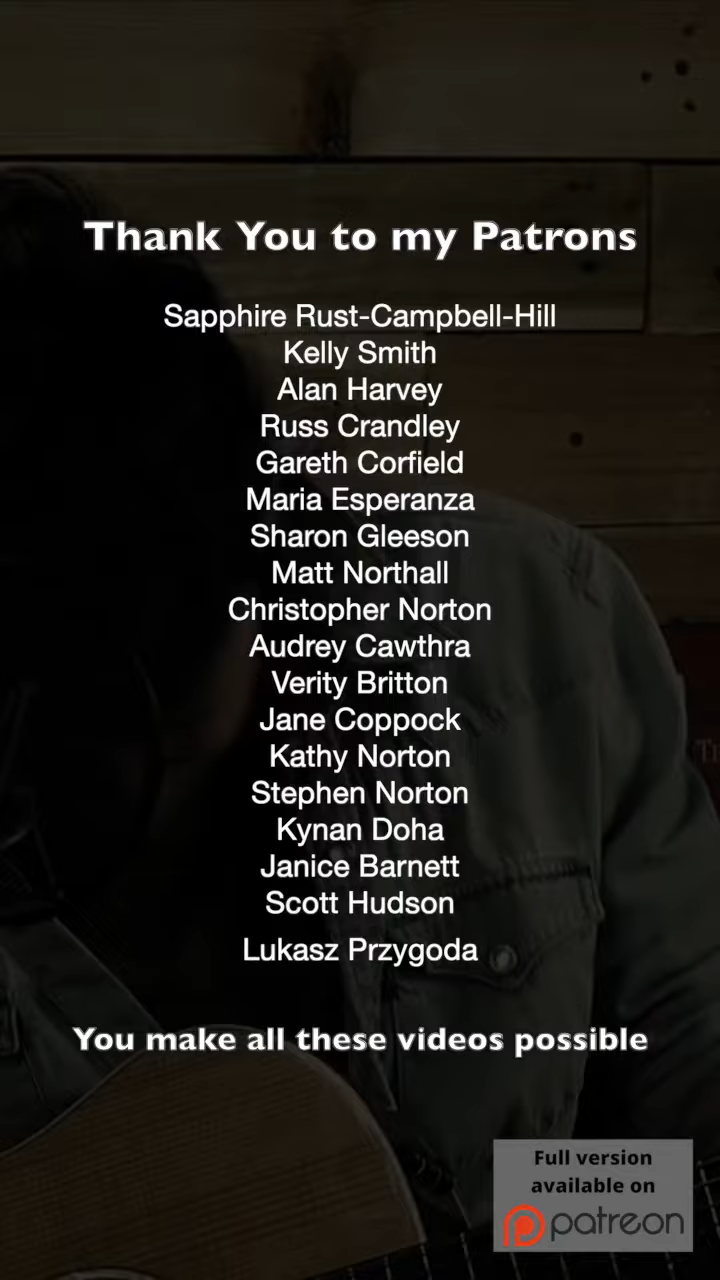 Thank You to my Patrons
Sapphire Rust-Campbell-Hill
Kelly Smith
Alan Harvey
Russ Crandley
Gareth Corfield
Maria Esperanza
Sharon Gleeson
Matt Northall
Christopher Norton
Audrey Cawthra
Verity Britton
Jane Coppock
Kathy Norton
Stephen Norton
Kynan Doha
Janice Barnett
Scott Hudson
Lukasz Przygoda
You make all these videos possible
Full version
available on
patreon